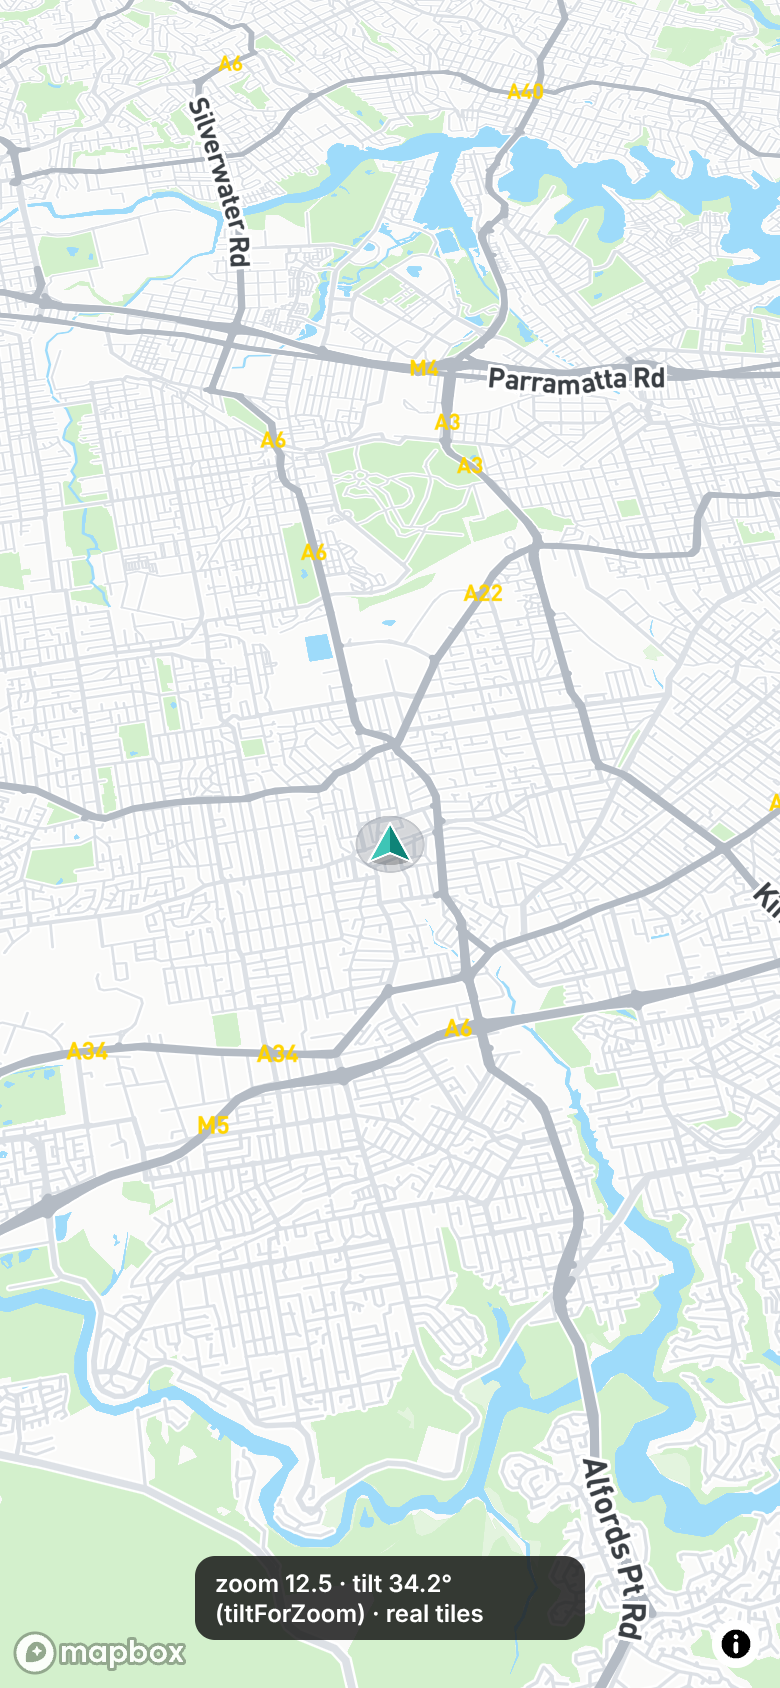 A6
A40
Silverwater Rd
M4
Parramatta Rd
A3
A6
A3
A6
A22
A34
A34
A6
M5
Alfords Pt Rd
zoom 12.5 · tilt 34.2°
(tiltForZoom) · real tiles
mapbox